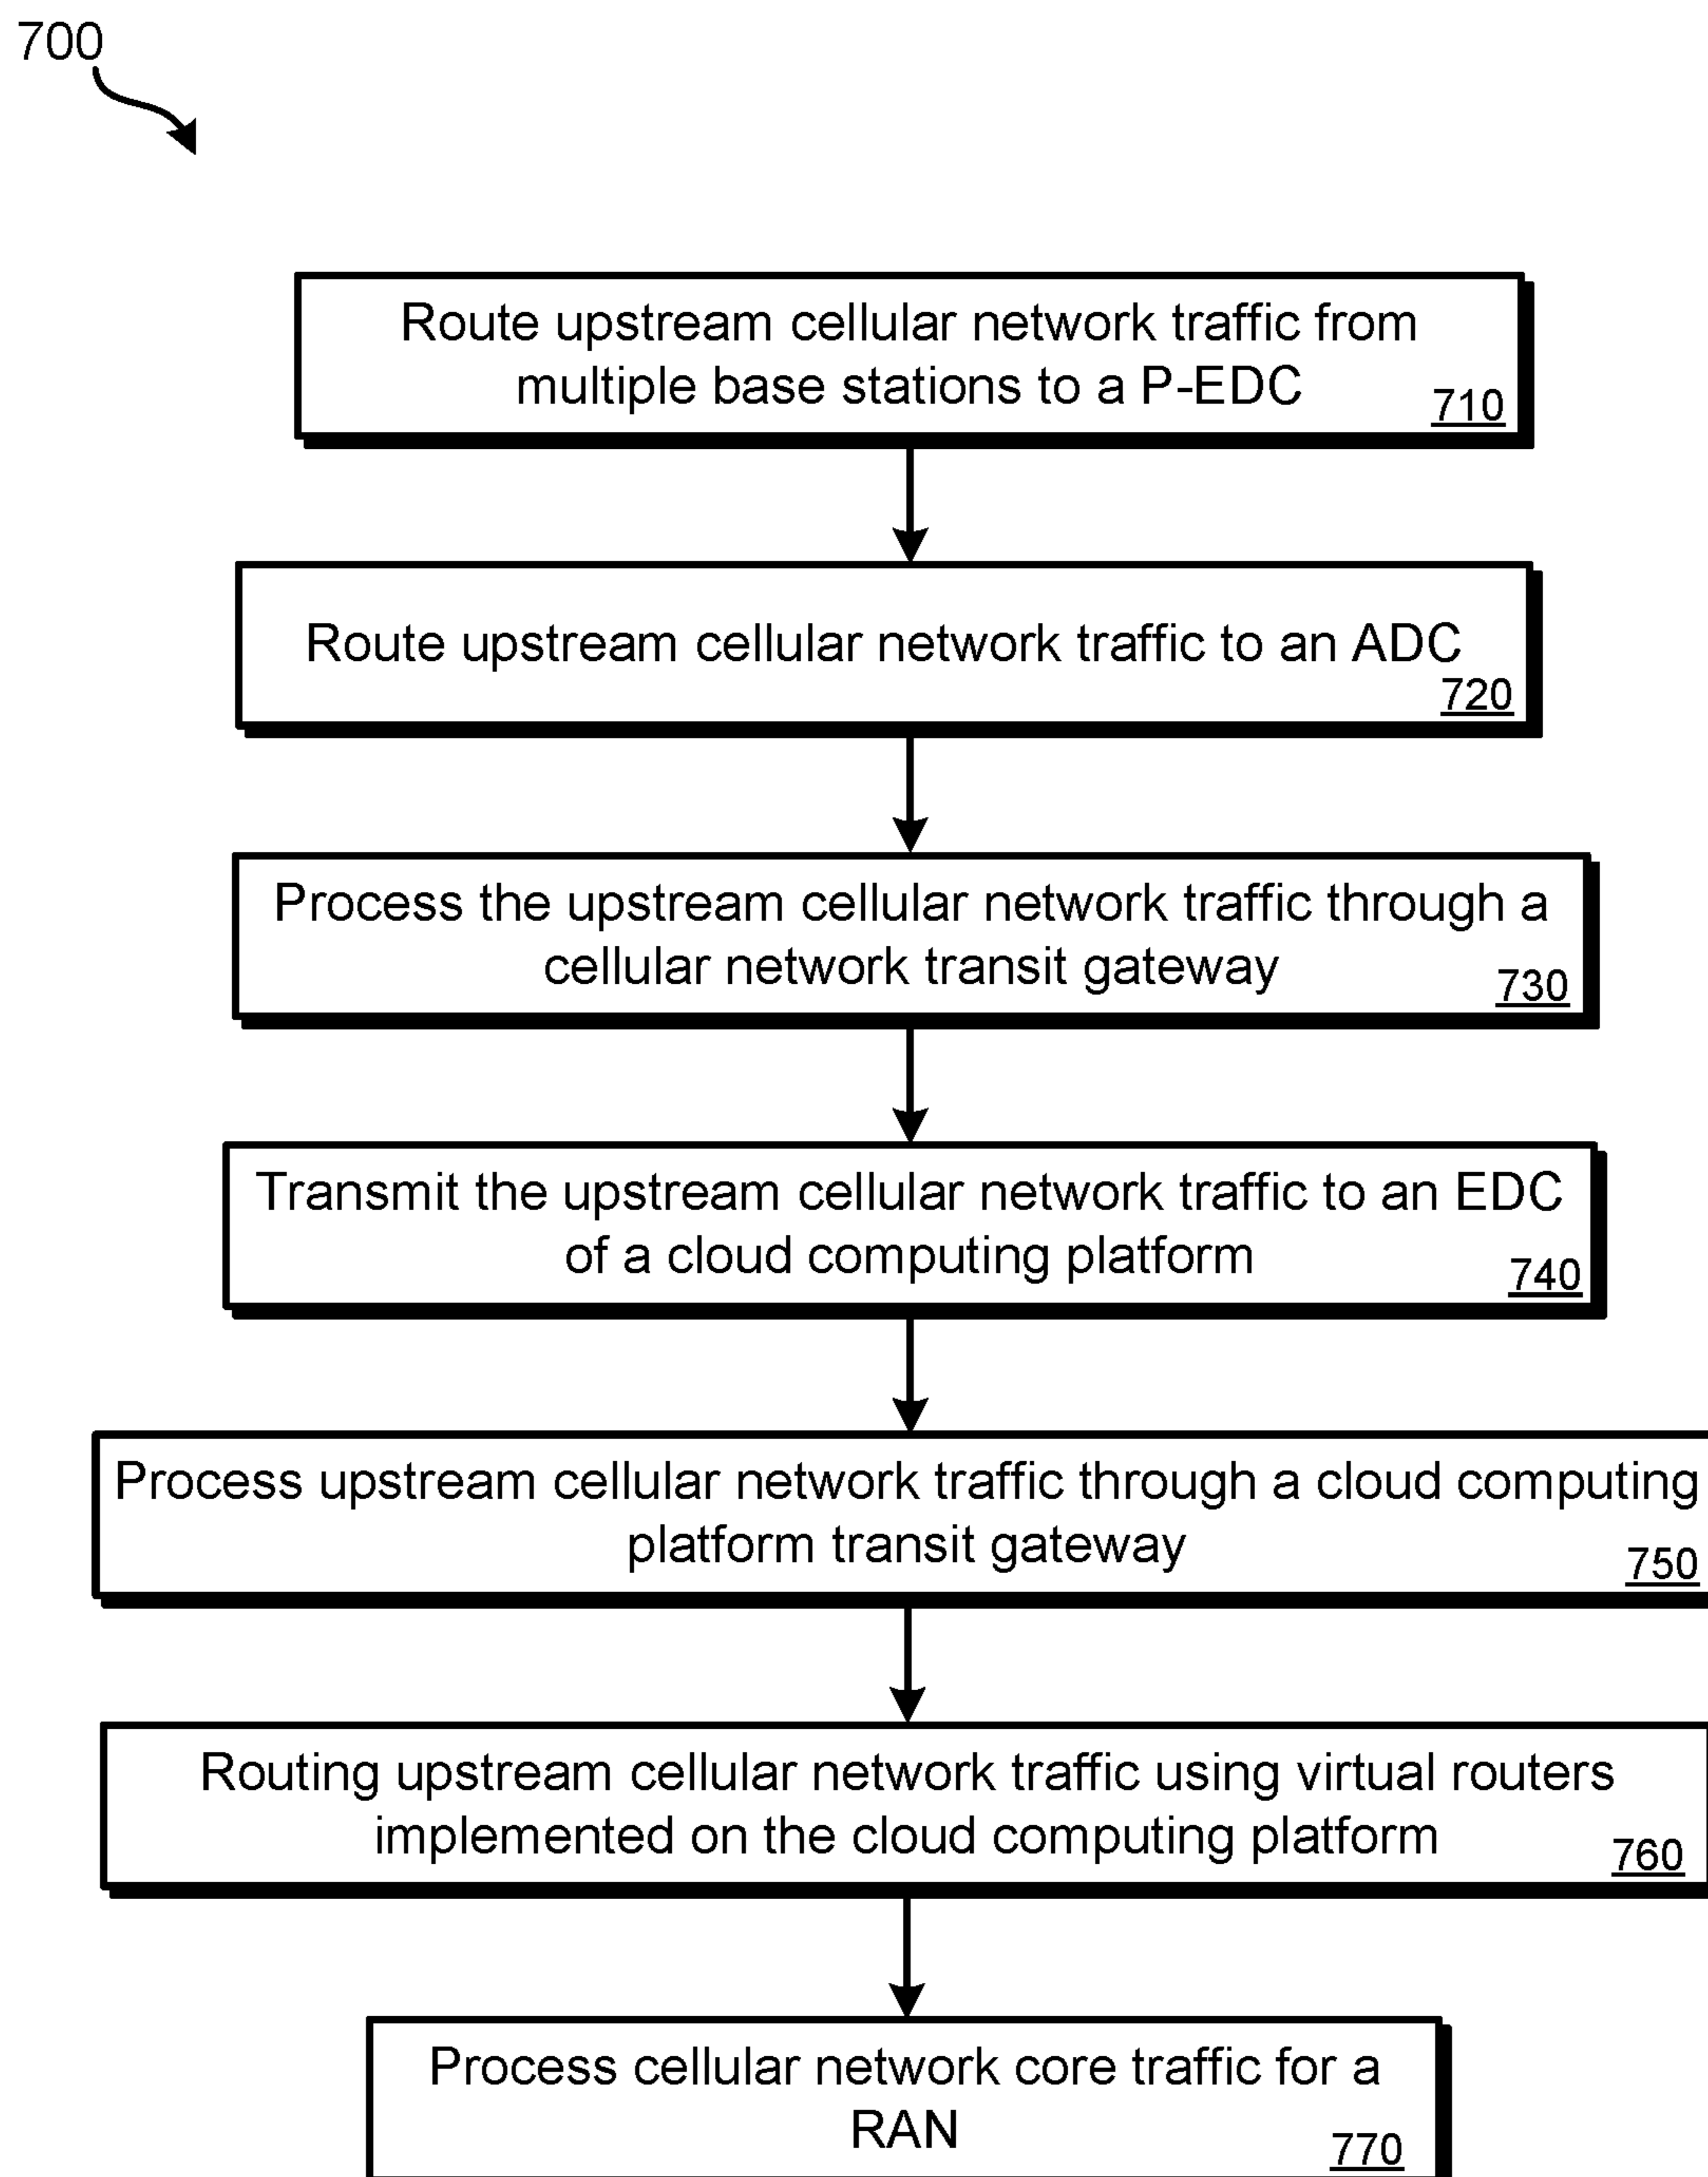 700
Route upstream cellular network traffic from
multiple base stations to a P-EDC
710
Route upstream cellular network traffic to an ADC
720
Process the upstream cellular network traffic through a
cellular network transit gateway
730
Transmit the upstream cellular network traffic to an EDC
of a cloud computing platform
740
Process upstream cellular network traffic through a cloud computing
platform transit gateway
750
Routing upstream cellular network traffic using virtual routers
implemented on the cloud computing platform
760
Process cellular network core traffic for a
RAN
770